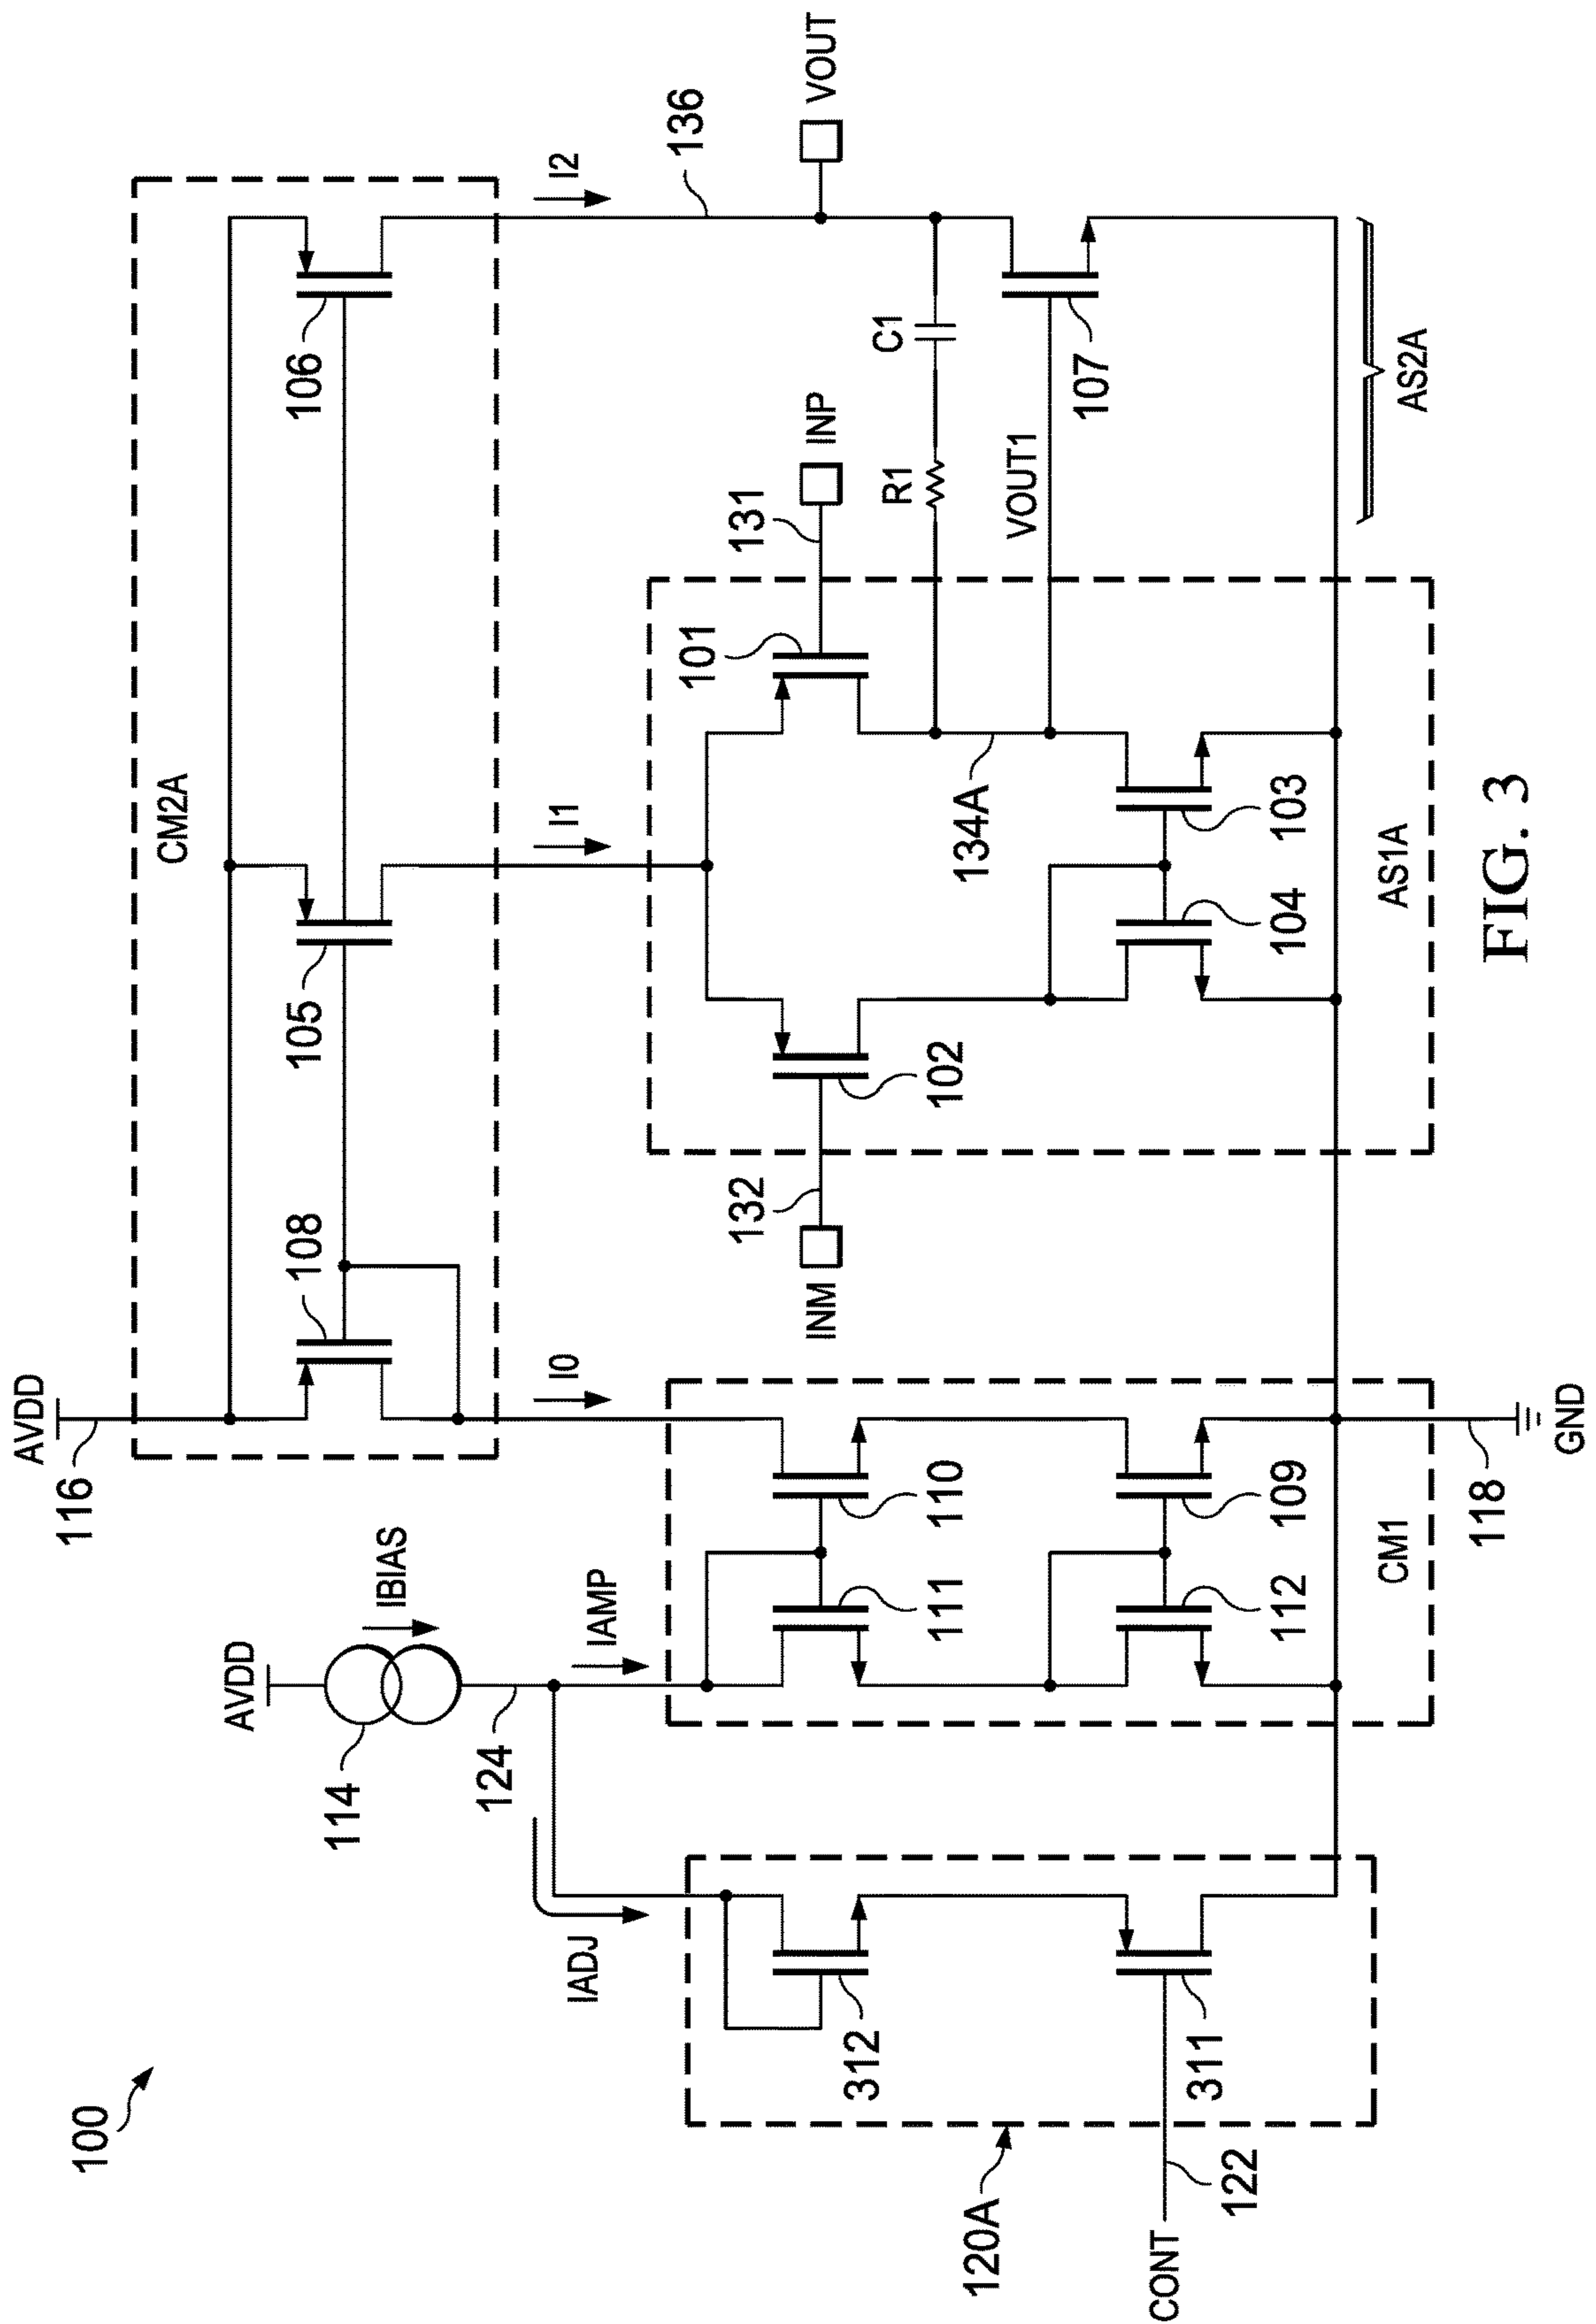 100
AVDD
116
AVDD
114
IBIAS
124
IADJ
IAMP
I0
108
CM2A
105
106
I1
I2
136
VOUT
INM
132
102
101
131
INP
R1
C1
VOUT1
134A
107
104
103
AS1A
AS2A
111
110
112
109
CM1
312
311
120A
CONT
122
118
GND
FIG. 3